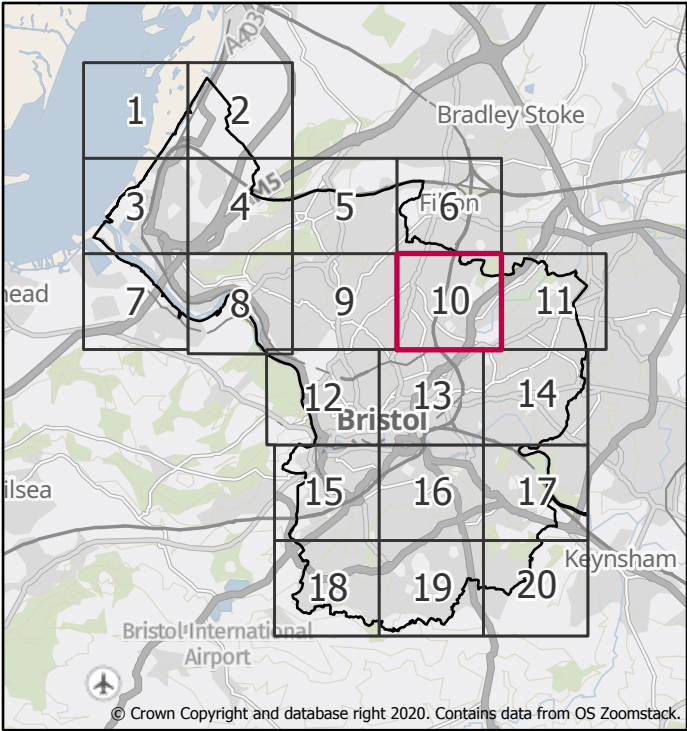 A403
1
2
Bradley Stoke
M5
3
4
5
6
Filton
head
7
8
9
10
11
12
13
14
Bristol
ilsea
15
16
17
Keynsham
18
19
20
Bristol International
Airport
© Crown Copyright and database right 2020. Contains data from OS Zoomstack.